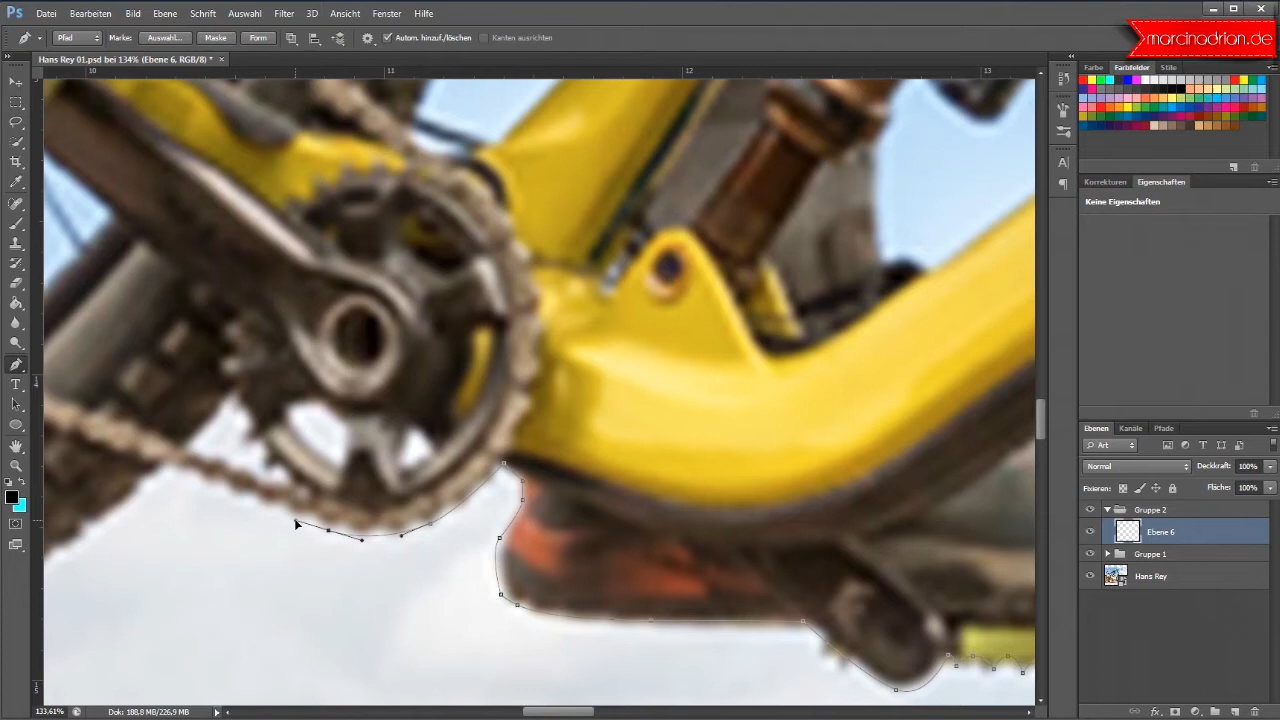 Ps Datei Bearbeiten Bild Ebene Schrift Auswahl Filter 3D Ansicht Fenster Hilfe
Pfad Marke: Auswahl... Maske Form Autom. hinzuf./löschen Kanten ausrichten
marcinadrian.de
Hans Rey 01.psd bei 134% (Ebene 6, RGB/8) * ×
Farbe Farbfelder Stile
10 11 12 13
Korrekturen Eigenschaften
Keine Eigenschaften
Ebenen Kanäle Pfade
Art
Normal Deckkraft: 100%
Fixieren: Fläche: 100%
Gruppe 2
Ebene 6
Gruppe 1
Hans Rey
133,61% Dok: 188,8 MB/226,9 MB